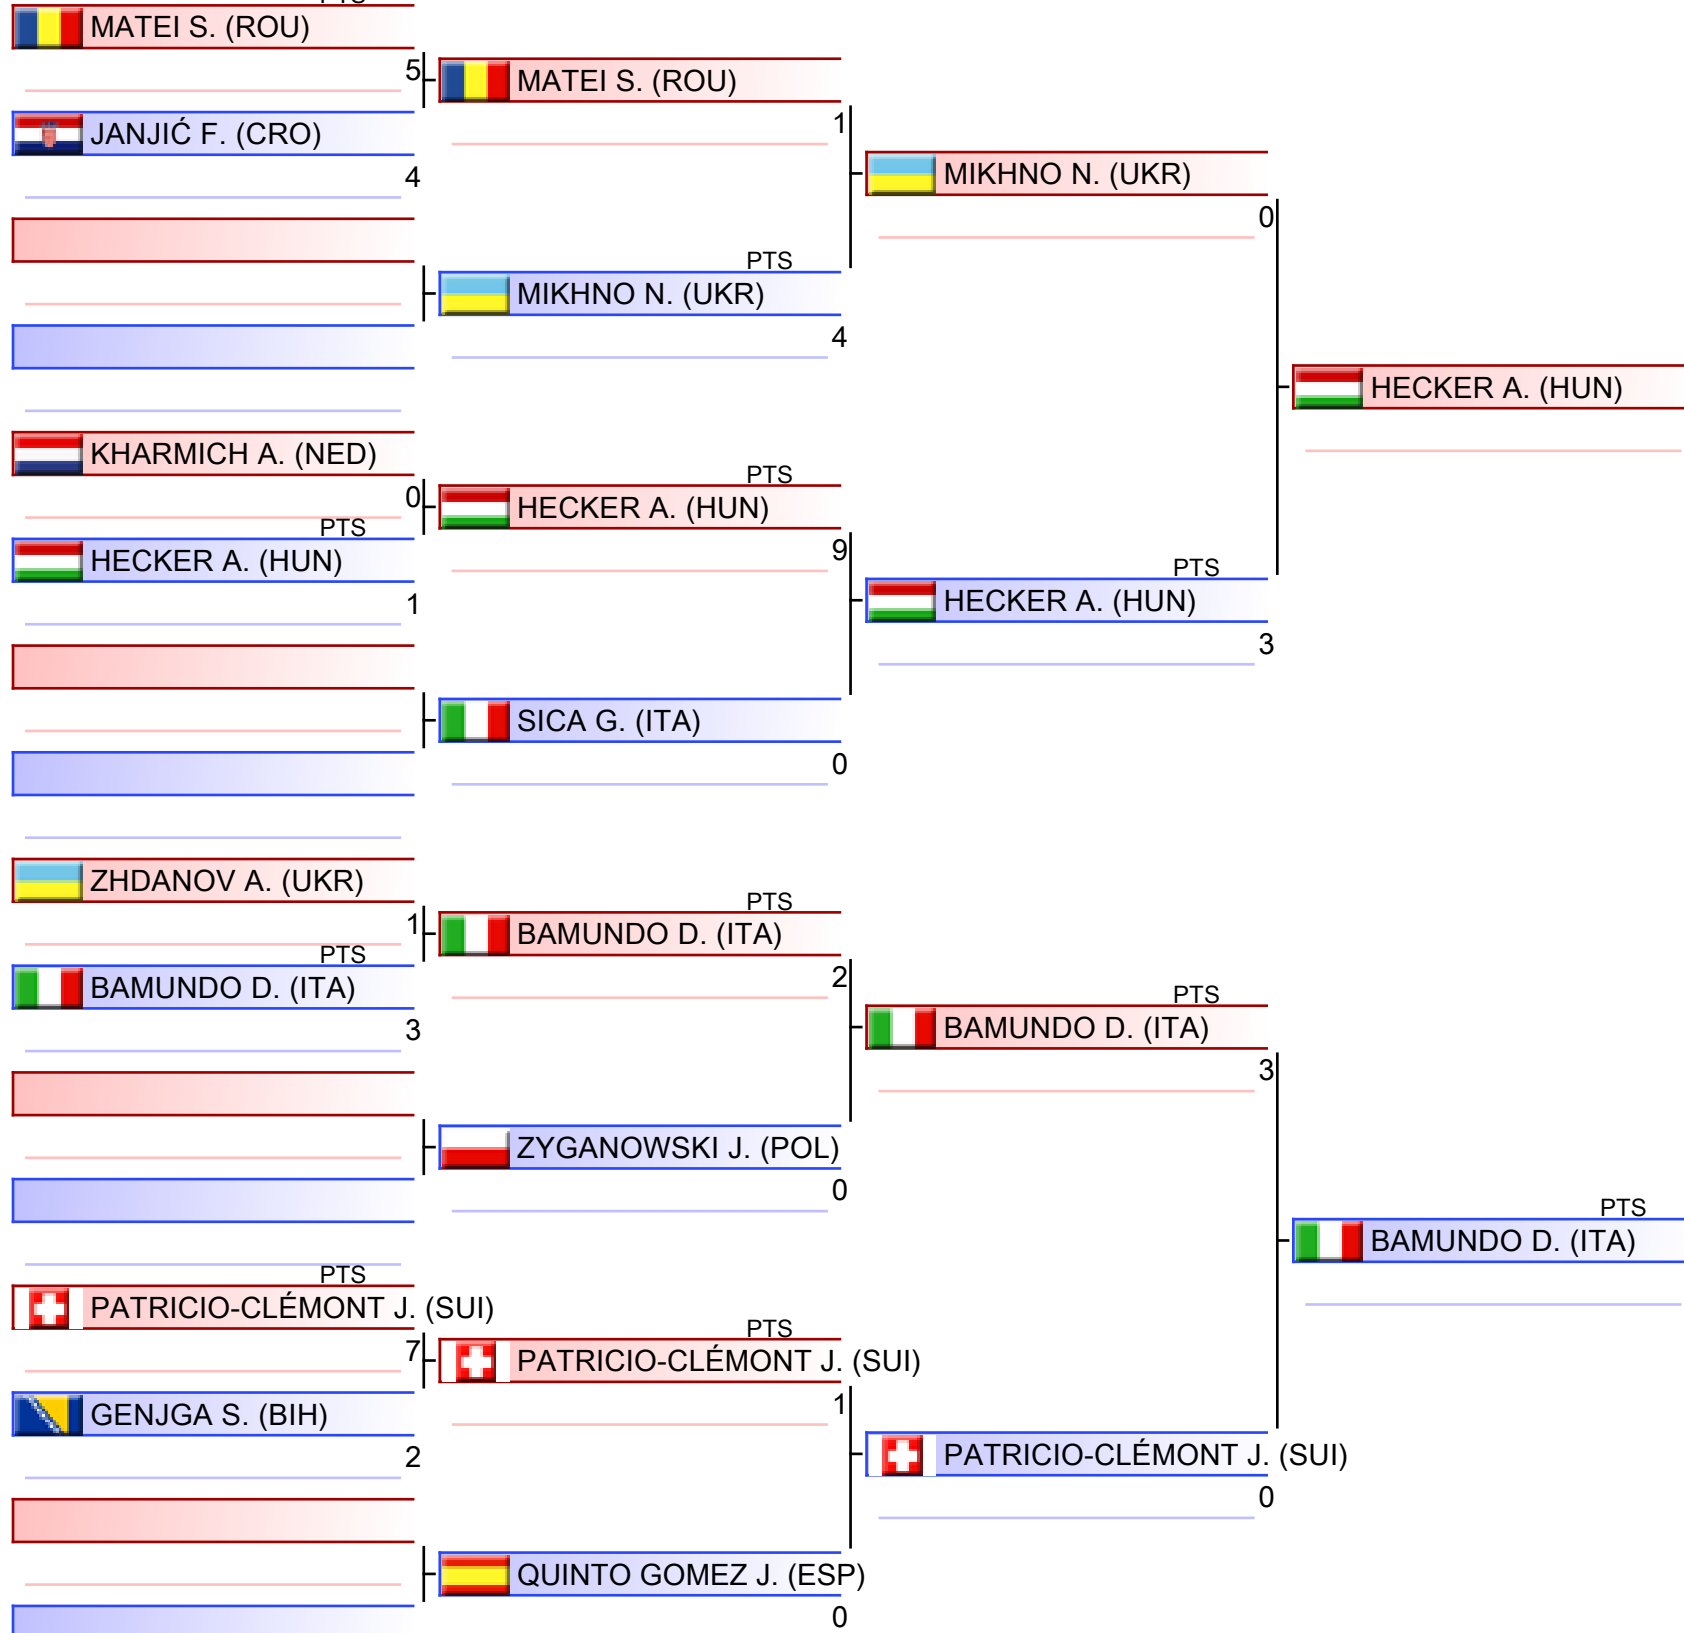 PTS
MATEI S. (ROU)
5
MATEI S. (ROU)
JANJIĆ F. (CRO)
1
4
MIKHNO N. (UKR)
0
PTS
MIKHNO N. (UKR)
4
HECKER A. (HUN)
KHARMICH A. (NED)
PTS
0
HECKER A. (HUN)
PTS
HECKER A. (HUN)
9
PTS
1
HECKER A. (HUN)
3
SICA G. (ITA)
0
ZHDANOV A. (UKR)
PTS
1
BAMUNDO D. (ITA)
PTS
BAMUNDO D. (ITA)
2
PTS
3
BAMUNDO D. (ITA)
3
ZYGANOWSKI J. (POL)
0
PTS
BAMUNDO D. (ITA)
PTS
PATRICIO-CLÉMONT J. (SUI)
PTS
7
PATRICIO-CLÉMONT J. (SUI)
1
GENJGA S. (BIH)
2
PATRICIO-CLÉMONT J. (SUI)
0
QUINTO GOMEZ J. (ESP)
0